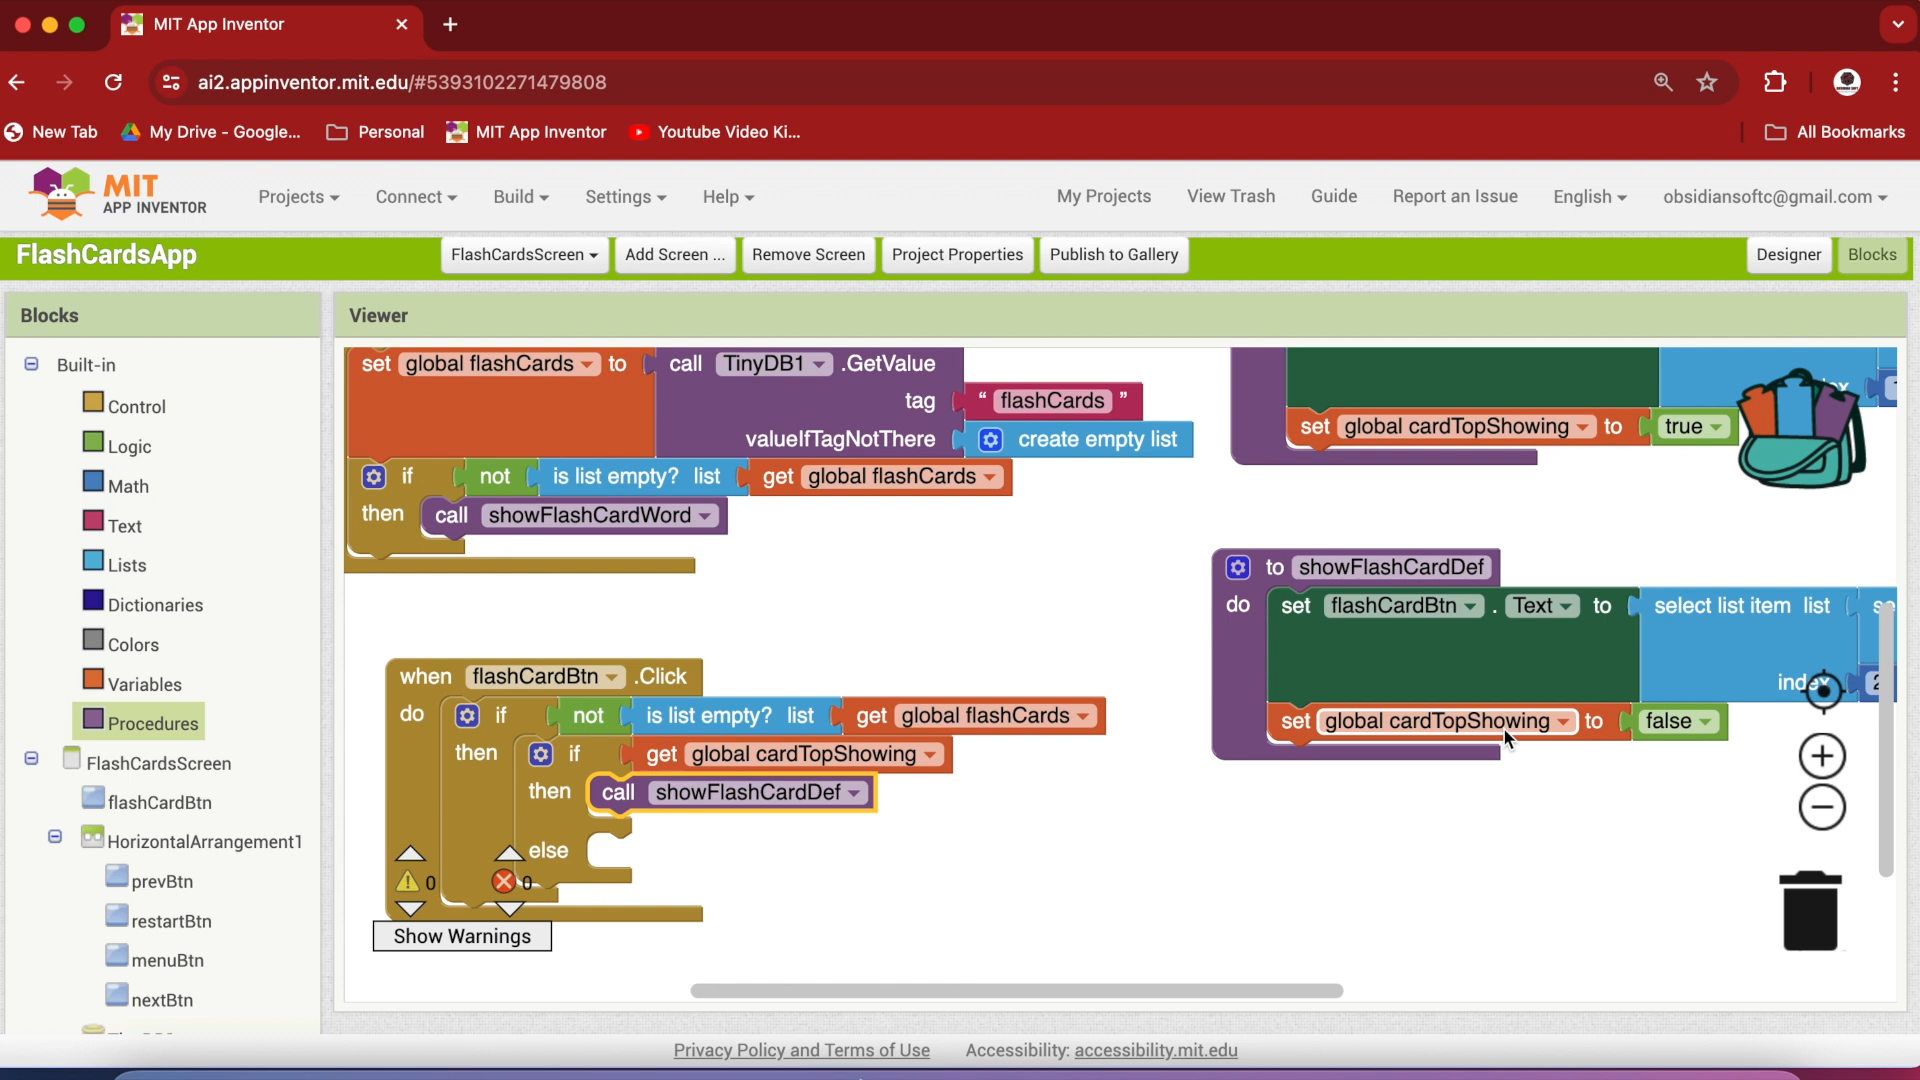 MIT App Inventor
ai2.appinventor.mit.edu/#5393102271479808
New Tab
My Drive - Google...
Personal
MIT App Inventor
Youtube Video Ki...
All Bookmarks
MIT
APP INVENTOR
Projects
Connect
Build
Settings
Help
My Projects
View Trash
Guide
Report an Issue
English
obsidiansoftc@gmail.com
FlashCardsApp
FlashCardsScreen
Add Screen ...
Remove Screen
Project Properties
Publish to Gallery
Designer
Blocks
Blocks
Built-in
Control
Logic
Math
Text
Lists
Dictionaries
Colors
Variables
Procedures
FlashCardsScreen
flashCardBtn
HorizontalArrangement1
prevBtn
restartBtn
menuBtn
nextBtn
Viewer
set global flashCards to call TinyDB1 .GetValue
tag " flashCards "
valueIfTagNotThere create empty list
if not is list empty? list get global flashCards
then call showFlashCardWord
when flashCardBtn .Click
do if not is list empty? list get global flashCards
then if get global cardTopShowing
then call showFlashCardDef
else
0 0
Show Warnings
set global cardTopShowing to true
to showFlashCardDef
do set flashCardBtn . Text to select list item list
2
set global cardTopShowing to false
Privacy Policy and Terms of Use
Accessibility: accessibility.mit.edu